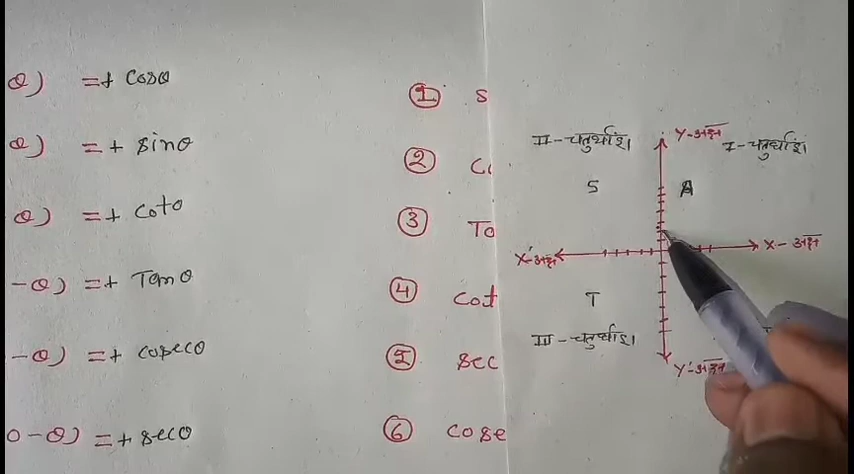 θ) =+ cosθ
θ) =+ sinθ
θ) =+ cotθ
-θ) =+ Tanθ
-θ) =+ cosecθ
0-θ) =+ secθ
① S
②
③ Ta
④ cot
⑤ sec
⑥ cose
Y-अक्ष
II-चतुर्थांश I-चतुर्थांश
S A
X'-अक्ष X-अक्ष
T
III-चतुर्थांश
Y'-अक्ष